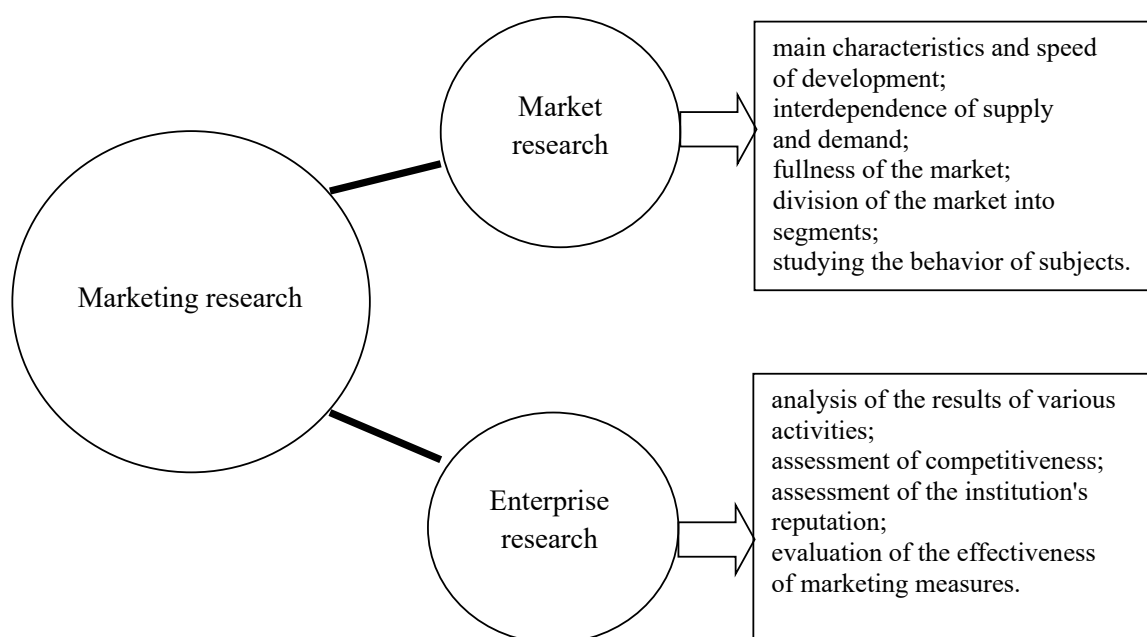 Marketing research
Market
research
main characteristics and speed
of development;
interdependence of supply
and demand;
fullness of the market;
division of the market into
segments;
studying the behavior of subjects.
Enterprise
research
analysis of the results of various
activities;
assessment of competitiveness;
assessment of the institution's
reputation;
evaluation of the effectiveness
of marketing measures.